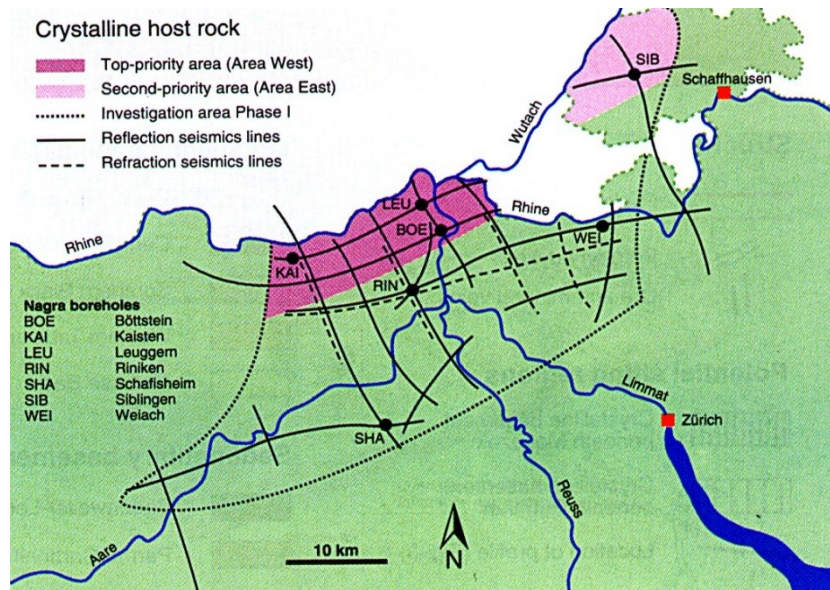 Crystalline host rock
Top-priority area (Area West)
Second-priority area (Area East)
Investigation area Phase I
Reflection seismics lines
Refraction seismics lines
SIB
Schaffhausen
Wutach
LEU
Rhine
BOE
WEI
Rhine
KAI
RIN
Nagra boreholes
BOE Böttstein
KAI Kaisten
LEU Leuggern
RIN Riniken
SHA Schafisheim
SIB Siblingen
WEI Weiach
Limmat
Zürich
SHA
Reuss
Aare
10 km
N